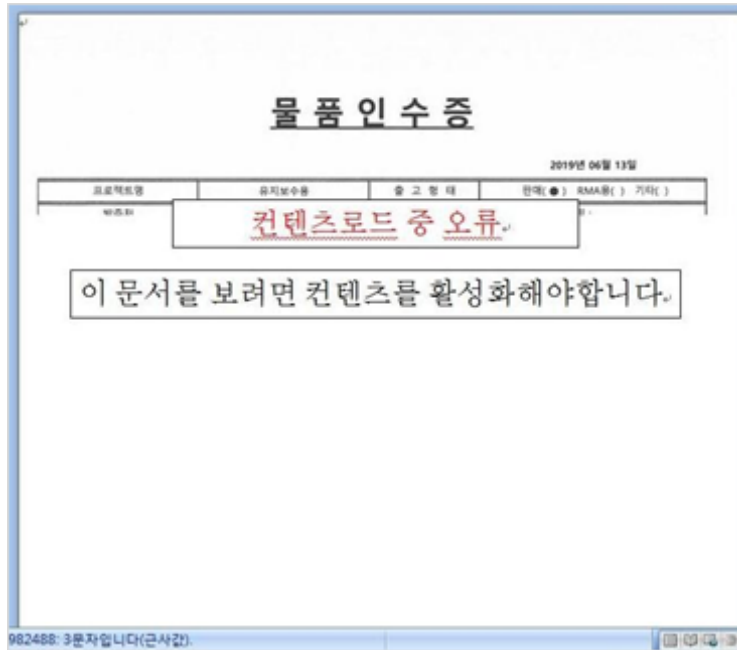 물 품 인 수 증
2019년 06월 13일
프로젝트명 유지보수용 출 고 형 태 판매( ● ) RMA용( ) 기타( )
컨텐츠로드 중 오류
이 문서를 보려면 컨텐츠를 활성화해야합니다
982488: 3문자입니다(근사값).